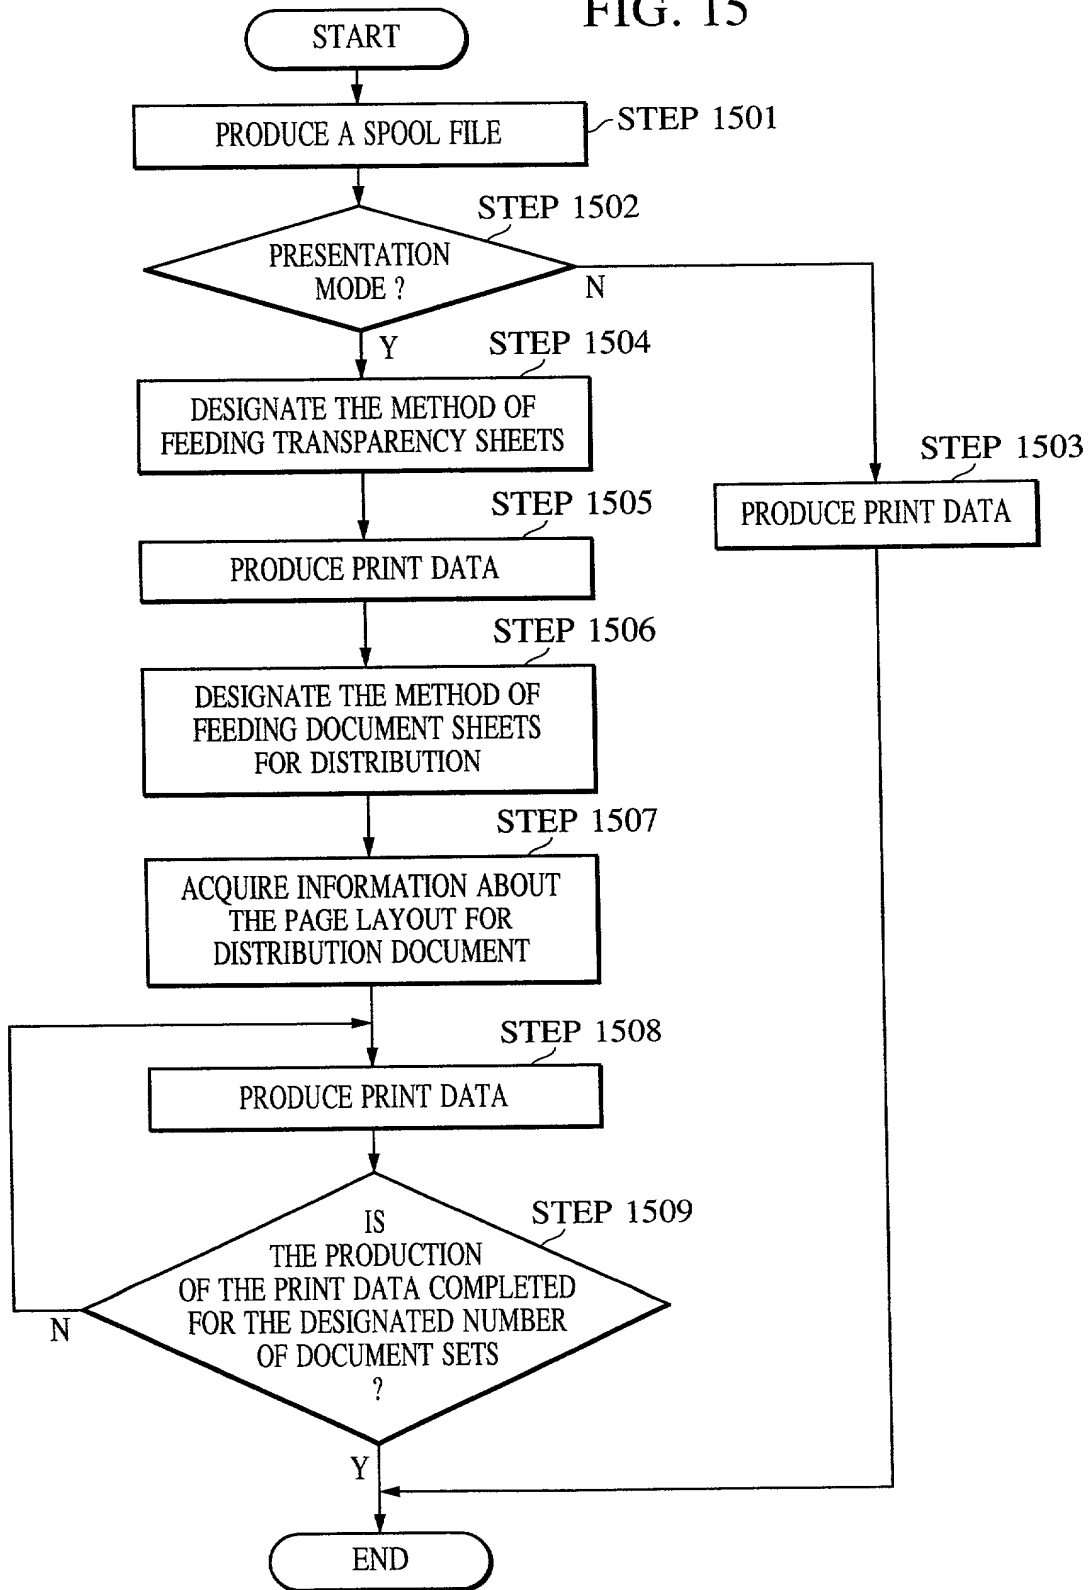 FIG. 15
START
PRODUCE A SPOOL FILE
STEP 1501
STEP 1502
PRESENTATION
MODE ?
N
Y
STEP 1504
DESIGNATE THE METHOD OF
FEEDING TRANSPARENCY SHEETS
STEP 1503
PRODUCE PRINT DATA
STEP 1505
PRODUCE PRINT DATA
STEP 1506
DESIGNATE THE METHOD OF
FEEDING DOCUMENT SHEETS
FOR DISTRIBUTION
STEP 1507
ACQUIRE INFORMATION ABOUT
THE PAGE LAYOUT FOR
DISTRIBUTION DOCUMENT
STEP 1508
PRODUCE PRINT DATA
STEP 1509
IS
THE PRODUCTION
OF THE PRINT DATA COMPLETED
FOR THE DESIGNATED NUMBER
OF DOCUMENT SETS
?
N
Y
END